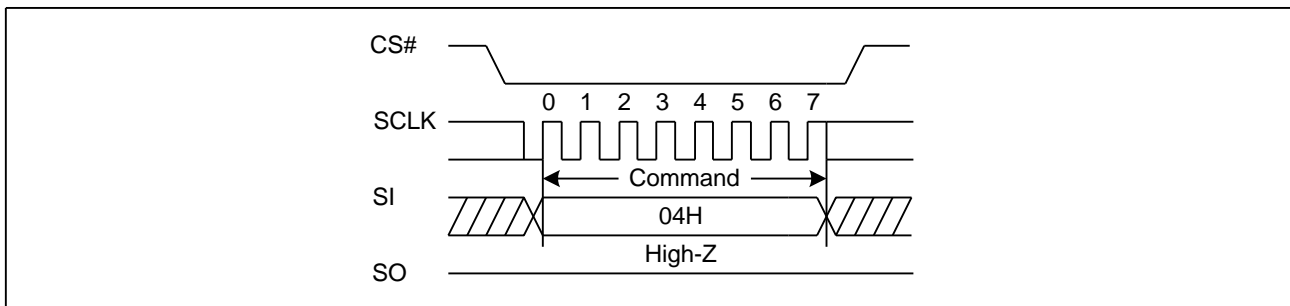 CS#
0 1 2 3 4 5 6 7
SCLK
Command
SI
04H
High-Z
SO